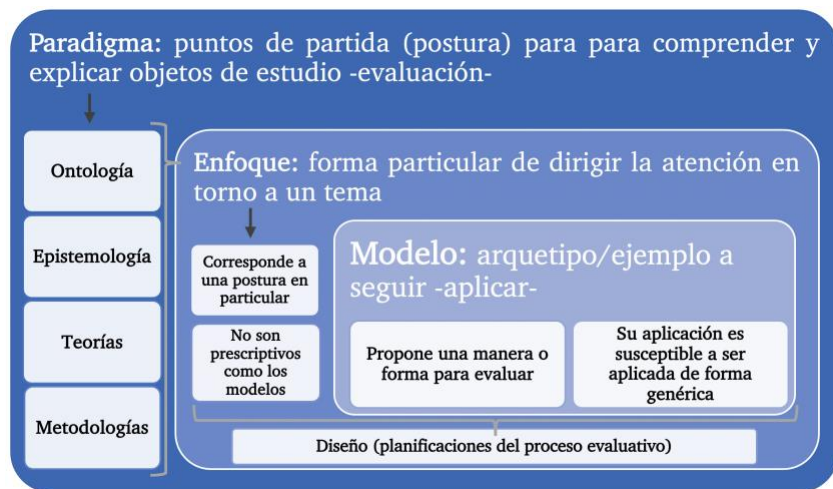 Paradigma: puntos de partida (postura) para para comprender y
explicar objetos de estudio -evaluación-
Ontología
Epistemología
Teorías
Metodologías
Enfoque: forma particular de dirigir la atención en
torno a un tema
Corresponde a
una postura en
particular
No son
prescriptivos
como los
modelos
Modelo: arquetipo/ejemplo a
seguir -aplicar-
Propone una manera o
forma para evaluar
Su aplicación es
susceptible a ser
aplicada de forma
genérica
Diseño (planificaciones del proceso evaluativo)